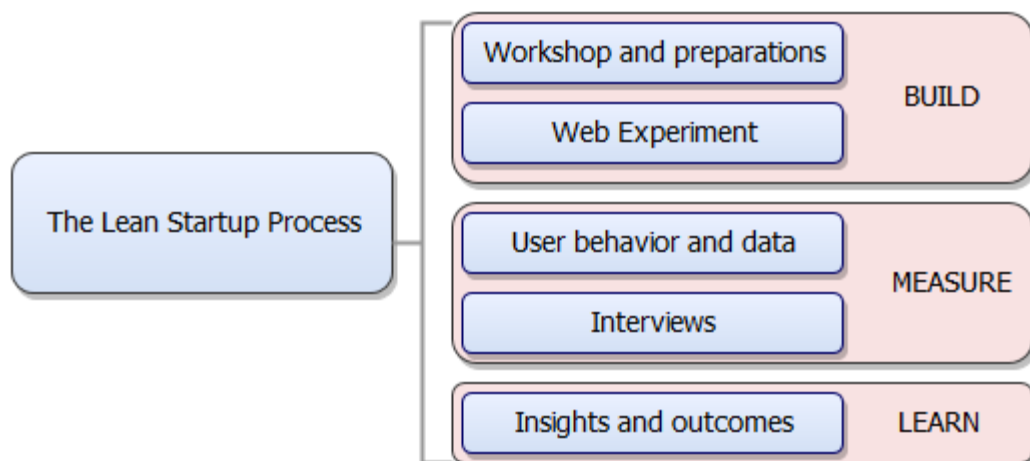 The Lean Startup Process
Workshop and preparations
Web Experiment
BUILD
User behavior and data
Interviews
MEASURE
Insights and outcomes
LEARN